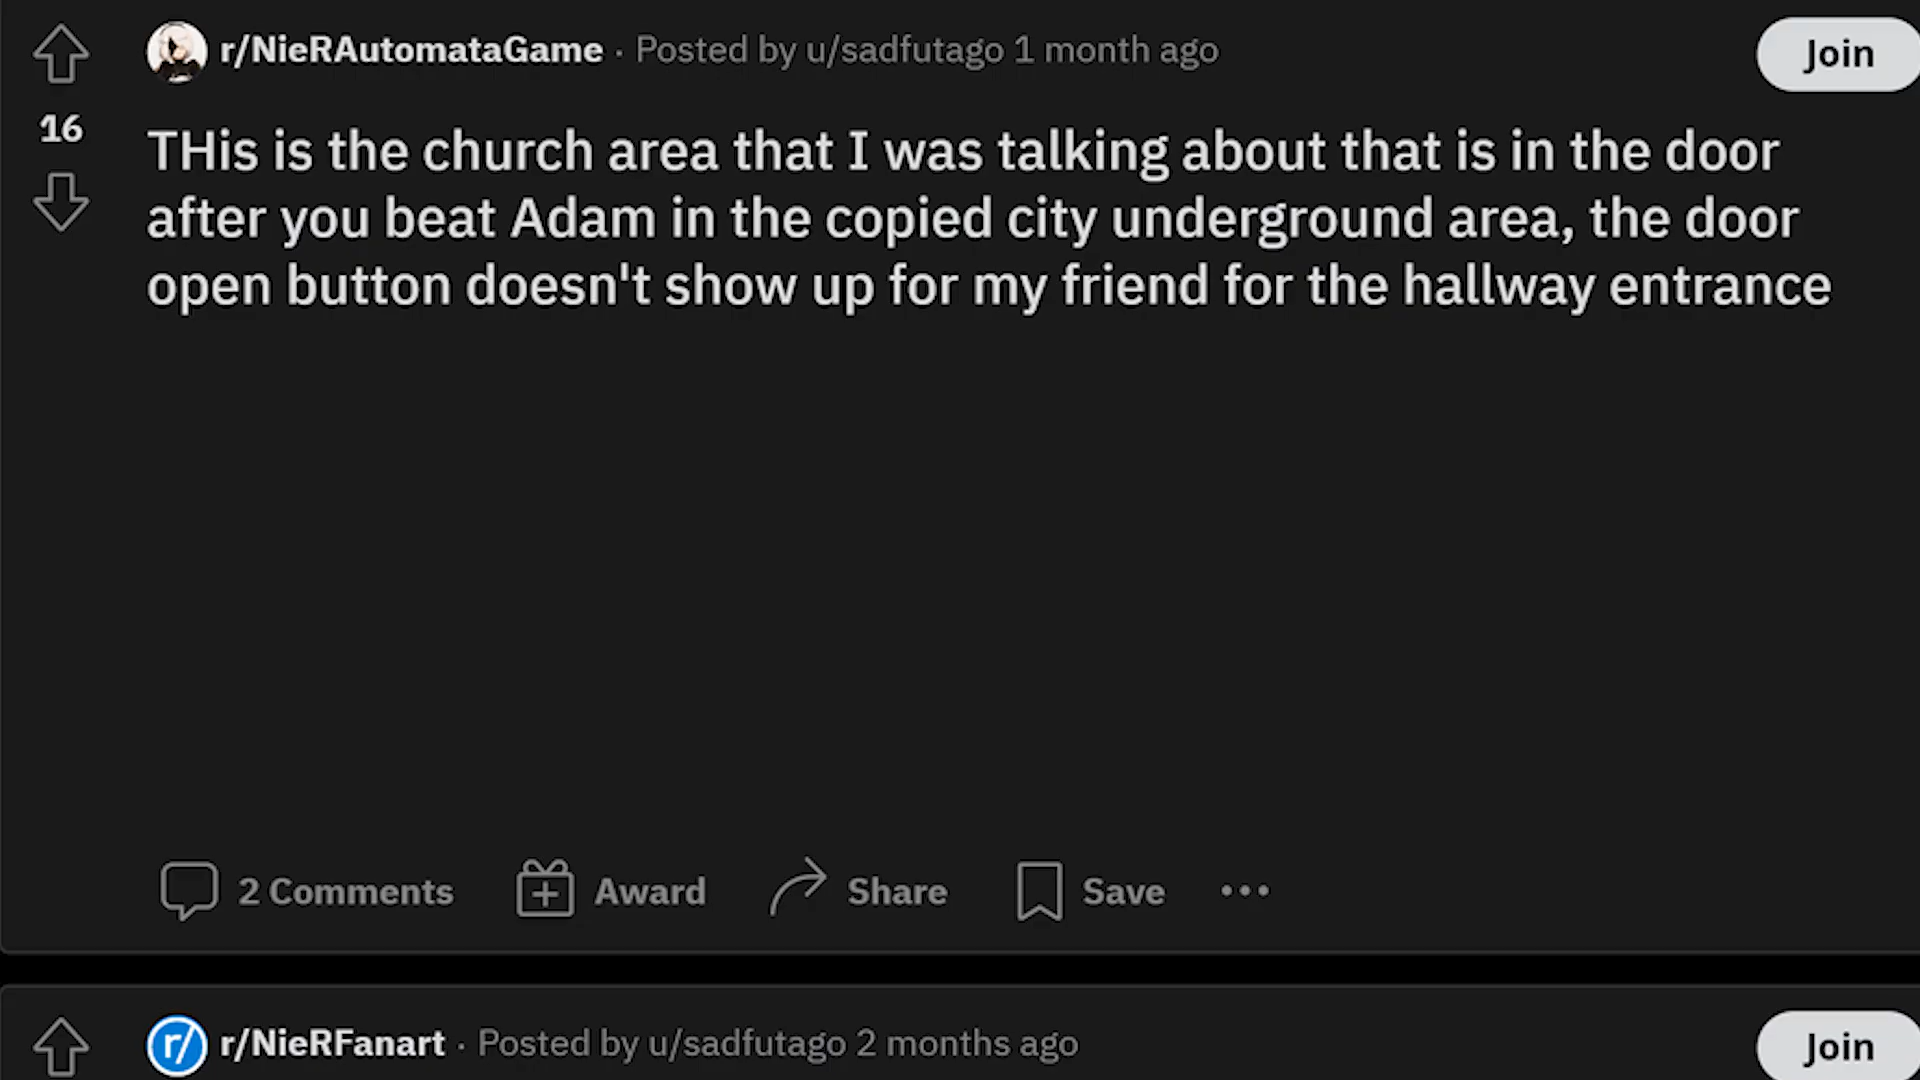 r/NieRAutomataGame · Posted by u/sadfutago 1 month ago
Join
16
THis is the church area that I was talking about that is in the door
after you beat Adam in the copied city underground area, the door
open button doesn't show up for my friend for the hallway entrance
2 Comments Award Share Save ...
r/ r/NieRFanart · Posted by u/sadfutago 2 months ago
Join